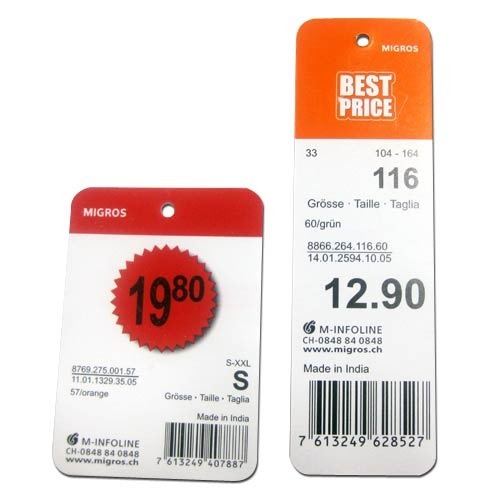 MIGROS
19.80
S-XXL
S
8769.275.001.57
11.01.1329.35.05
57/orange
Grösse · Taille · Taglia
Made in India
M-INFOLINE
CH-0848 84 0848
www.migros.ch
7 613249 407887
MIGROS
BEST
PRICE
33 104 - 164
116
Grösse · Taille · Taglia
60/grün
8866.264.116.60
14.01.2594.10.05
12.90
M-INFOLINE
CH-0848 84 0848
www.migros.ch
Made in India
7 613249 628527